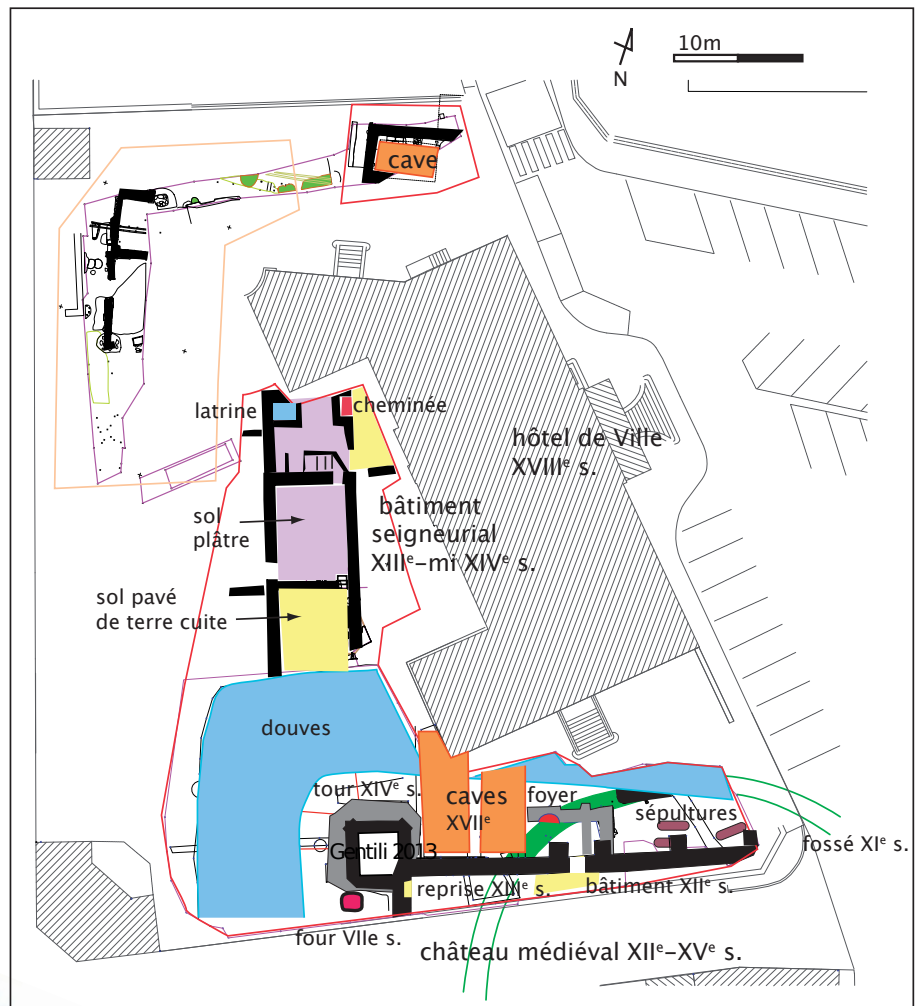 10m
N
cave
latrine
cheminée
hôtel de Ville
XVIIIᵉ s.
sol
plâtre
bâtiment
seigneurial
XIIIᵉ-mi XIVᵉ s.
sol pavé
de terre cuite
douves
tour XIVᵉ s.
caves
XVIIᵉ
foyer
sépultures
fossé XIᵉ s.
Gentili 2013
reprise XIIIᵉ s.
bâtiment XIIᵉ s.
four VIIe s.
château médiéval XIIᵉ-XVᵉ s.